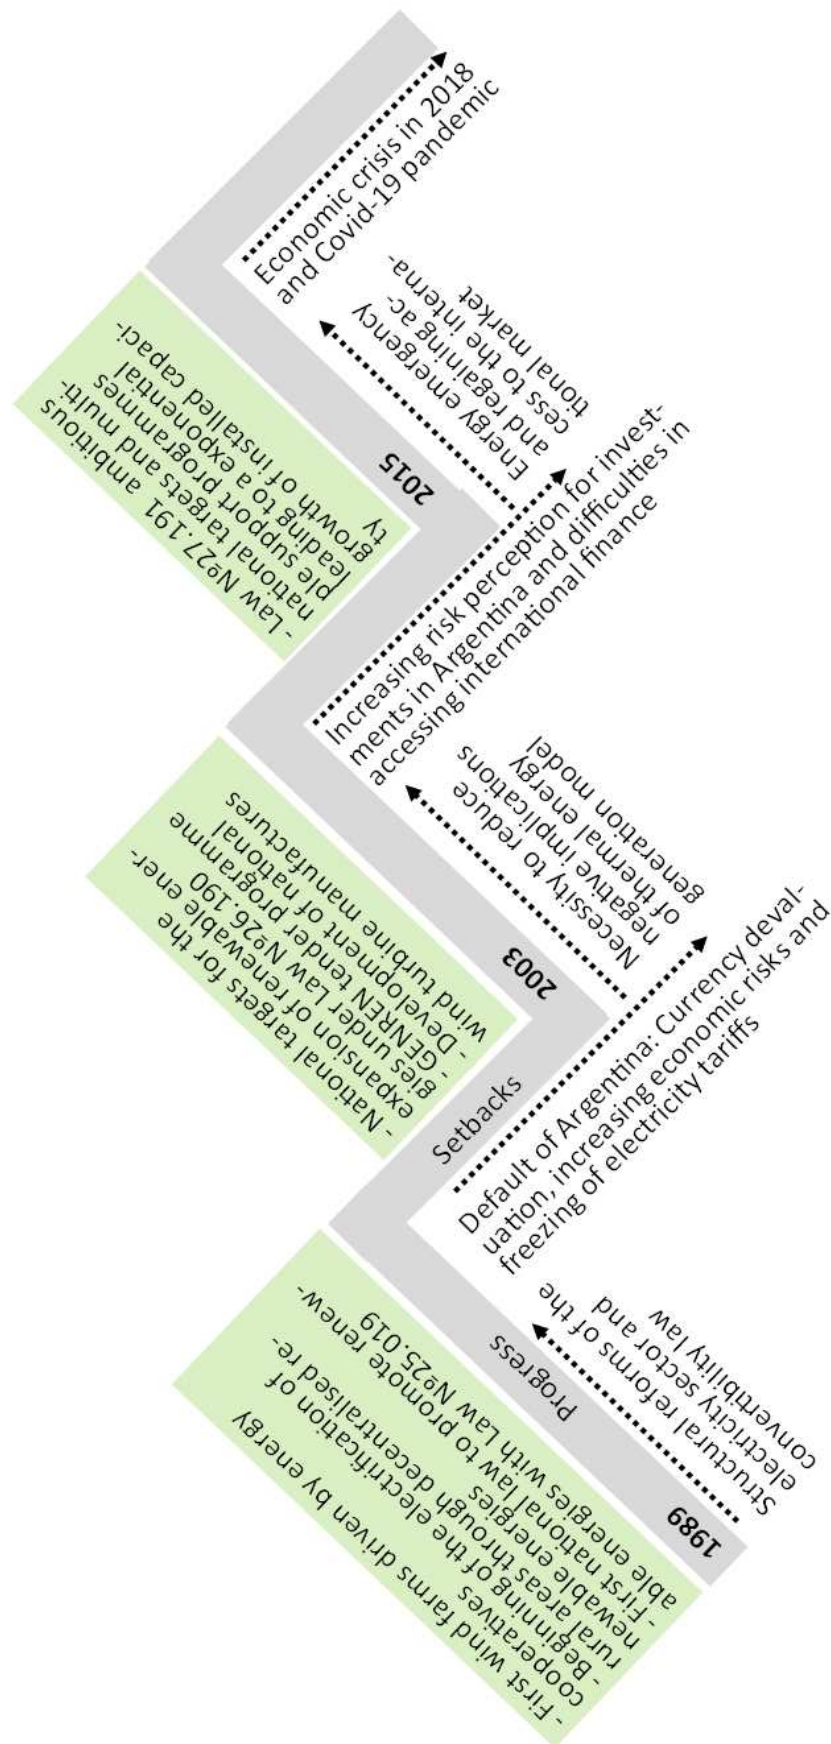 -First wind farms driven by energy
cooperatives
-Beginning of the electrification of
rural areas through decentralised re-
newable energies
-First national law to promote renew-
able energies with Law Nº25.019
1989
Progress
Structural reforms of the
electricity sector and
convertibility law
Setbacks
Default of Argentina: Currency deval-
uation, increasing economic risks and
freezing of electricity tariffs
-National targets for the
expansion of renewable ener-
gies under Law Nº26.190
- GENREN tender programme
- Development of national
wind turbine manufactures
2003
Necessity to reduce
negative implications
of thermal energy
generation model
Increasing risk perception for invest-
ments in Argentina and difficulties in
accessing international finance
-Law Nº27.191 ambitious
national targets and multi-
ple support programmes
leading to a exponential
growth of installed capaci-
ty
2015
Energy emergency
and regaining ac-
cess to the interna-
tional market
Economic crisis in 2018
and Covid-19 pandemic